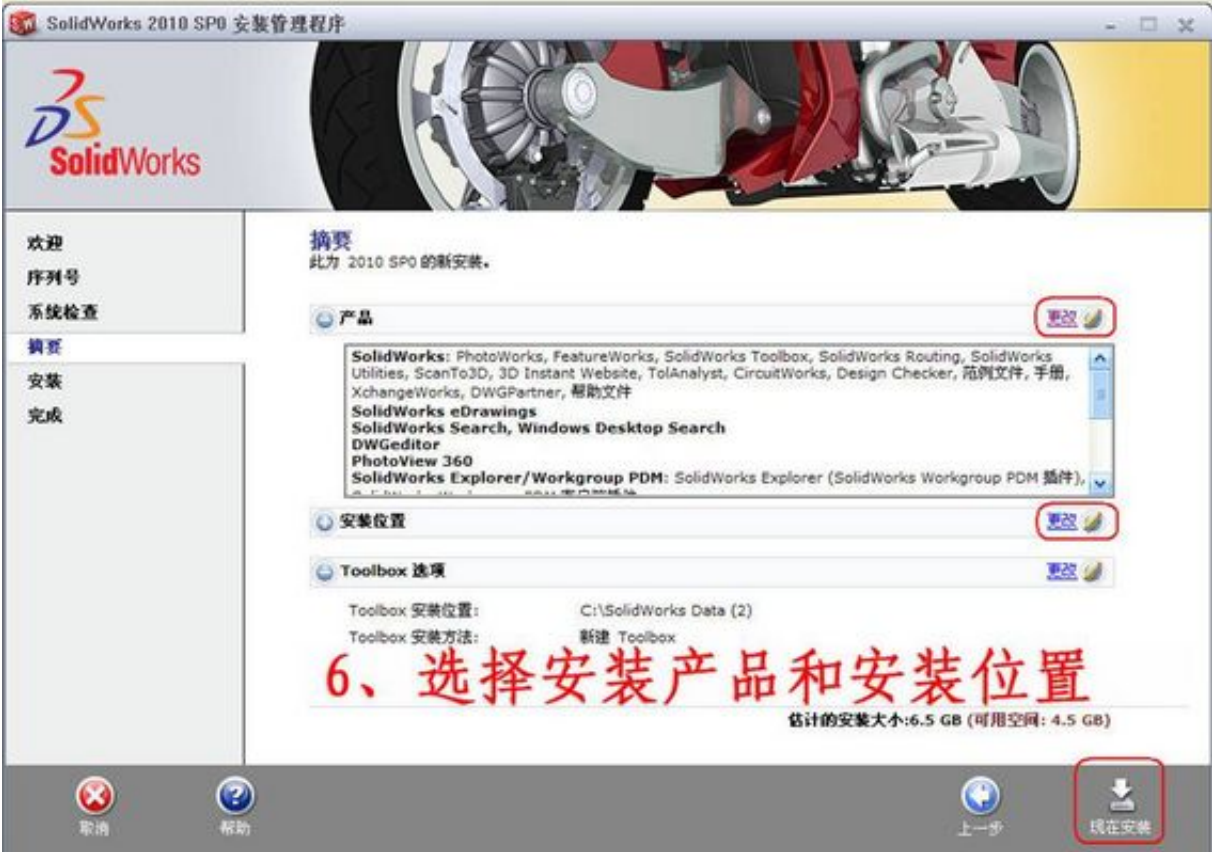 SolidWorks 2010 SP0 安装管理程序
SolidWorks
欢迎
序列号
系统检查
摘要
安装
完成
摘要
此为 2010 SP0 的新安装。
产品
更改
SolidWorks: PhotoWorks, FeatureWorks, SolidWorks Toolbox, SolidWorks Routing, SolidWorks
Utilities, ScanTo3D, 3D Instant Website, TolAnalyst, CircuitWorks, Design Checker, 范例文件, 手册,
XchangeWorks, DWGPartner, 帮助文件
SolidWorks eDrawings
SolidWorks Search, Windows Desktop Search
DWGeditor
PhotoView 360
SolidWorks Explorer/Workgroup PDM: SolidWorks Explorer (SolidWorks Workgroup PDM 插件),
安装位置
更改
Toolbox 选项
更改
Toolbox 安装位置: C:\SolidWorks Data (2)
Toolbox 安装方法: 新建 Toolbox
6、选择安装产品和安装位置
估计的安装大小:6.5 GB (可用空间: 4.5 GB)
取消
帮助
上一步
现在安装